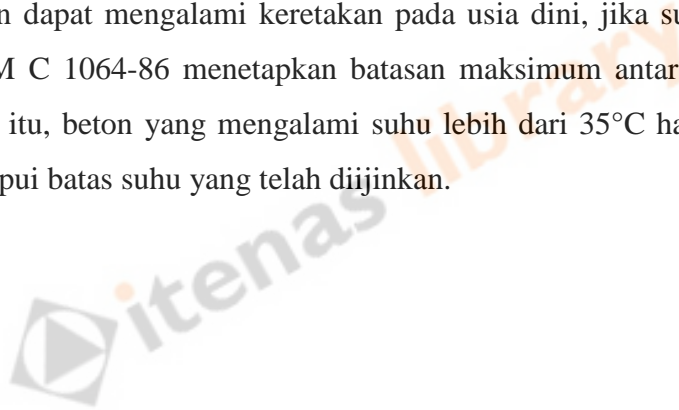 n dapat mengalami keretakan pada usia dini, jika su
M C 1064-86 menetapkan batasan maksimum antar
itu, beton yang mengalami suhu lebih dari 35°C ha
pui batas suhu yang telah diijinkan.
itenas library